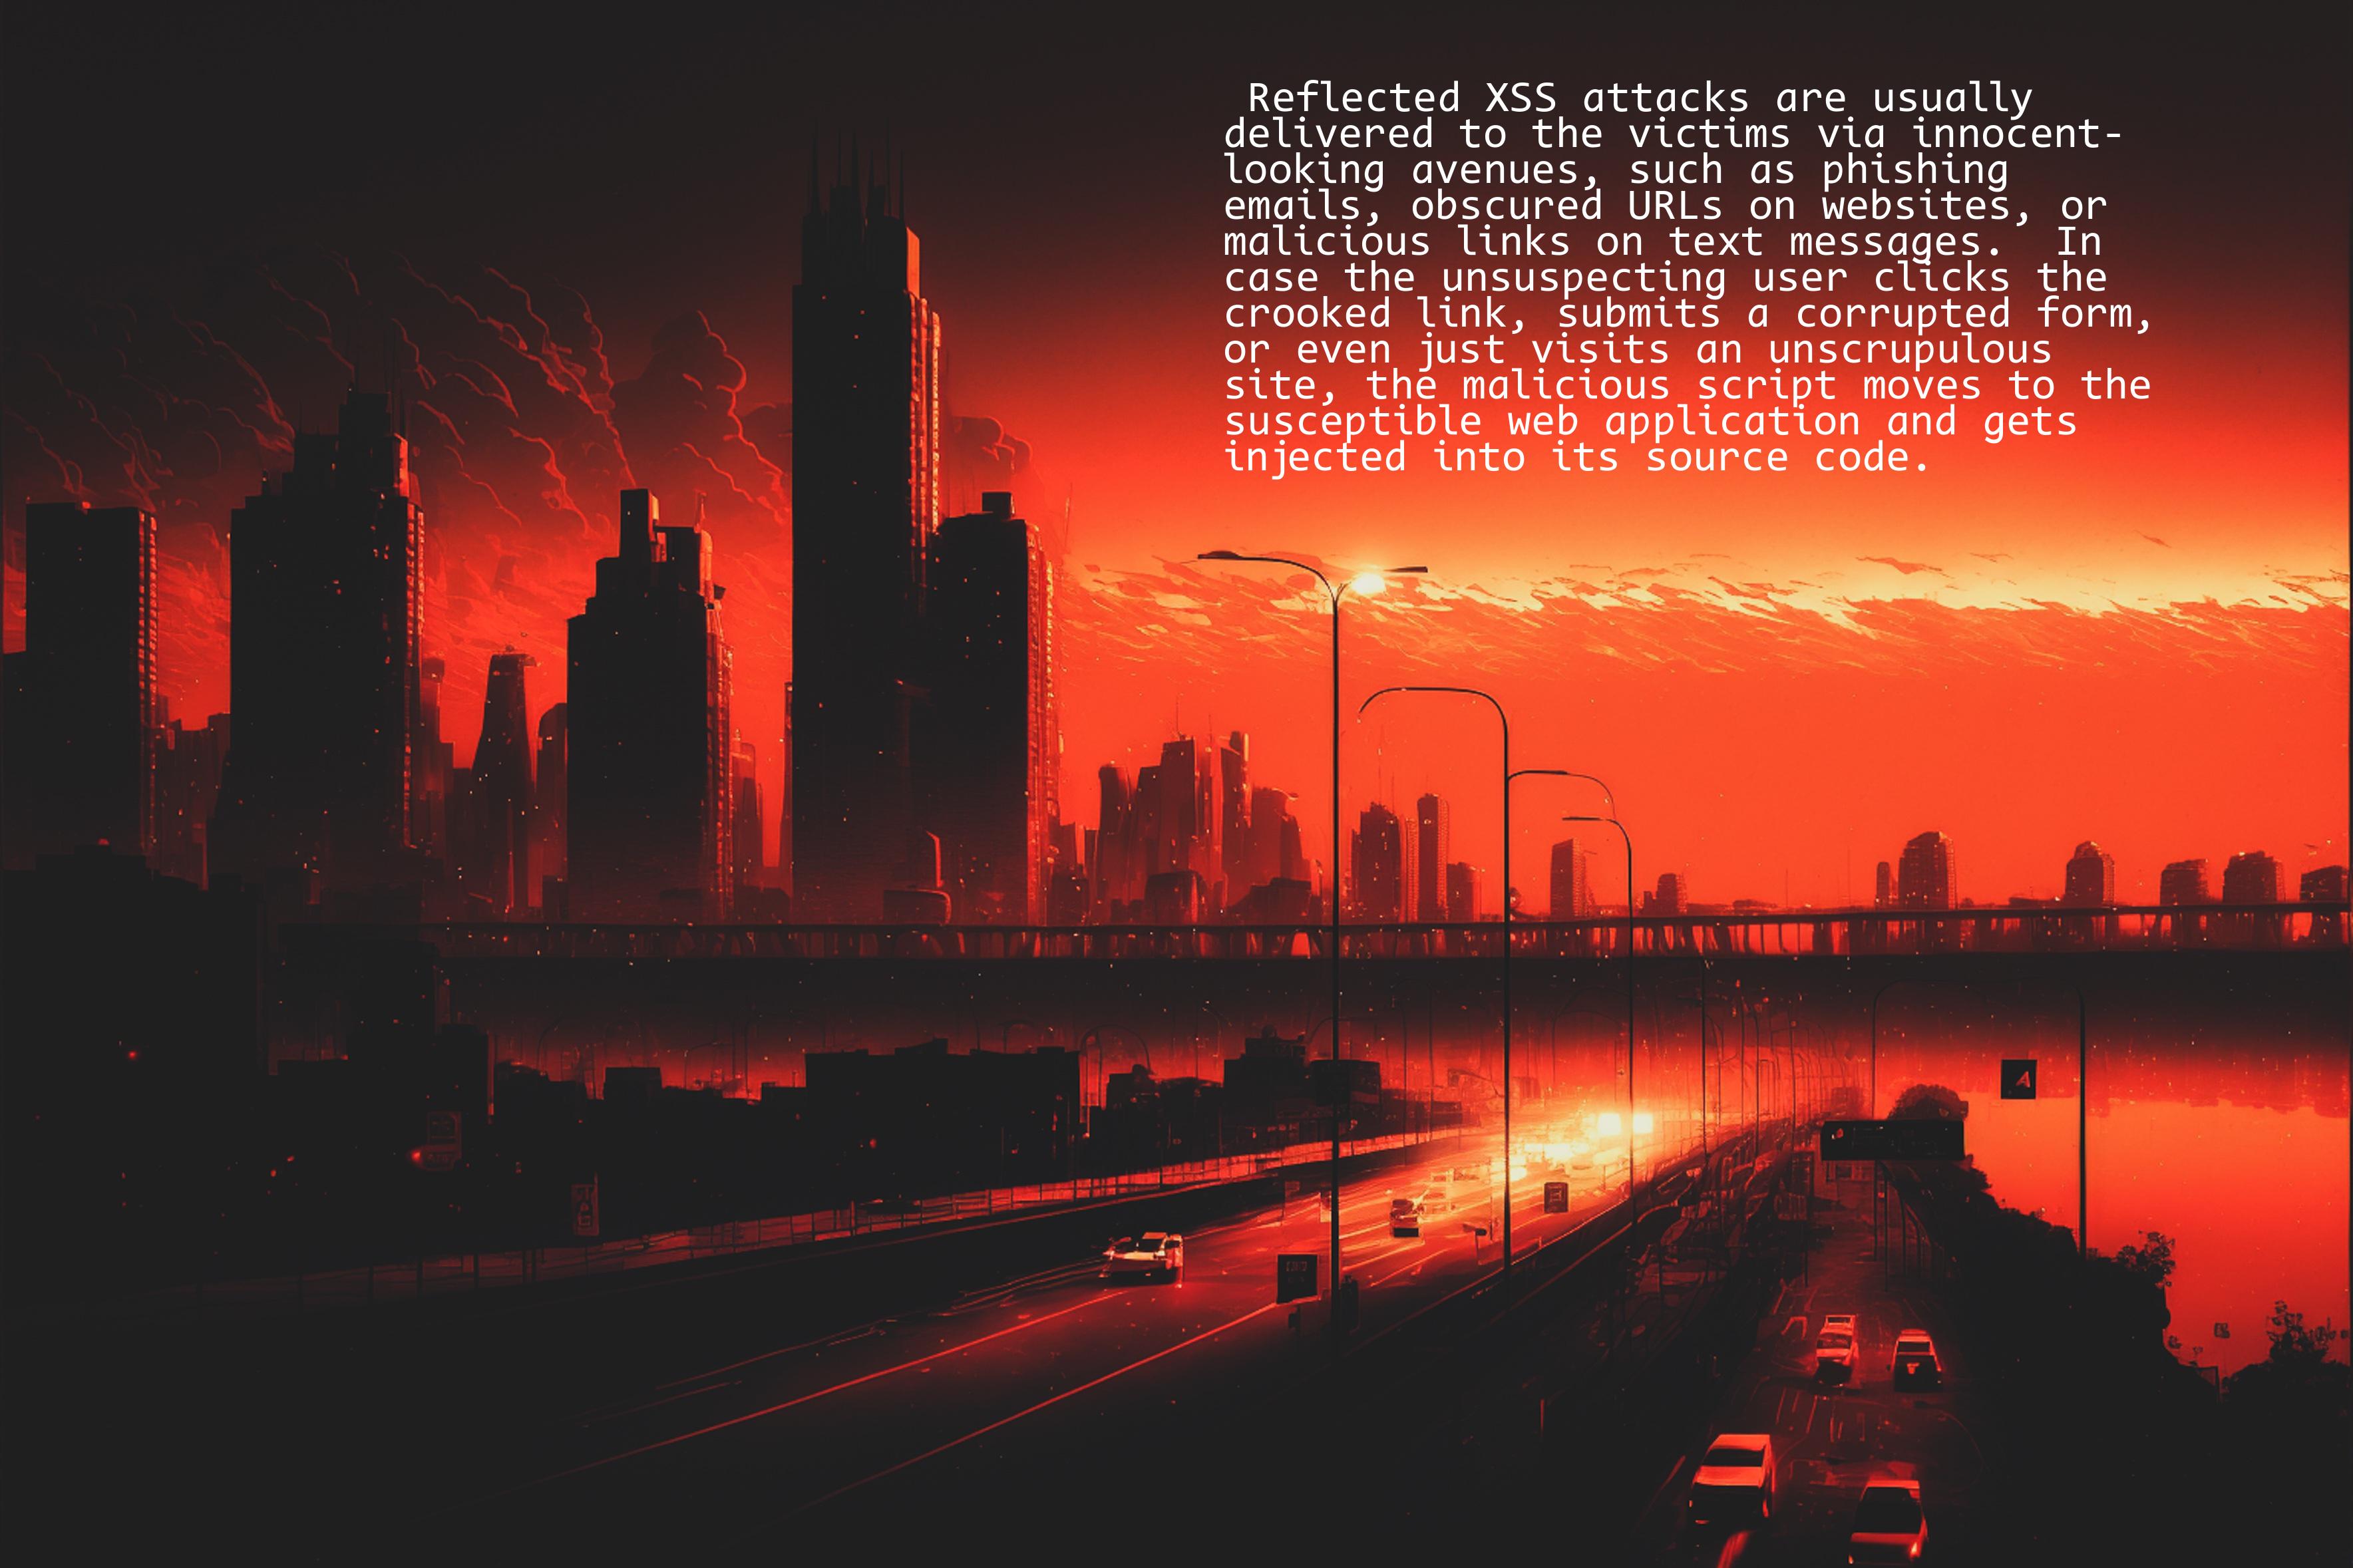 Reflected XSS attacks are usually
delivered to the victims via innocent-
looking avenues, such as phishing
emails, obscured URLs on websites, or
malicious links on text messages.  In
case the unsuspecting user clicks the
crooked link, submits a corrupted form,
or even just visits an unscrupulous
site, the malicious script moves to the
susceptible web application and gets
injected into its source code.